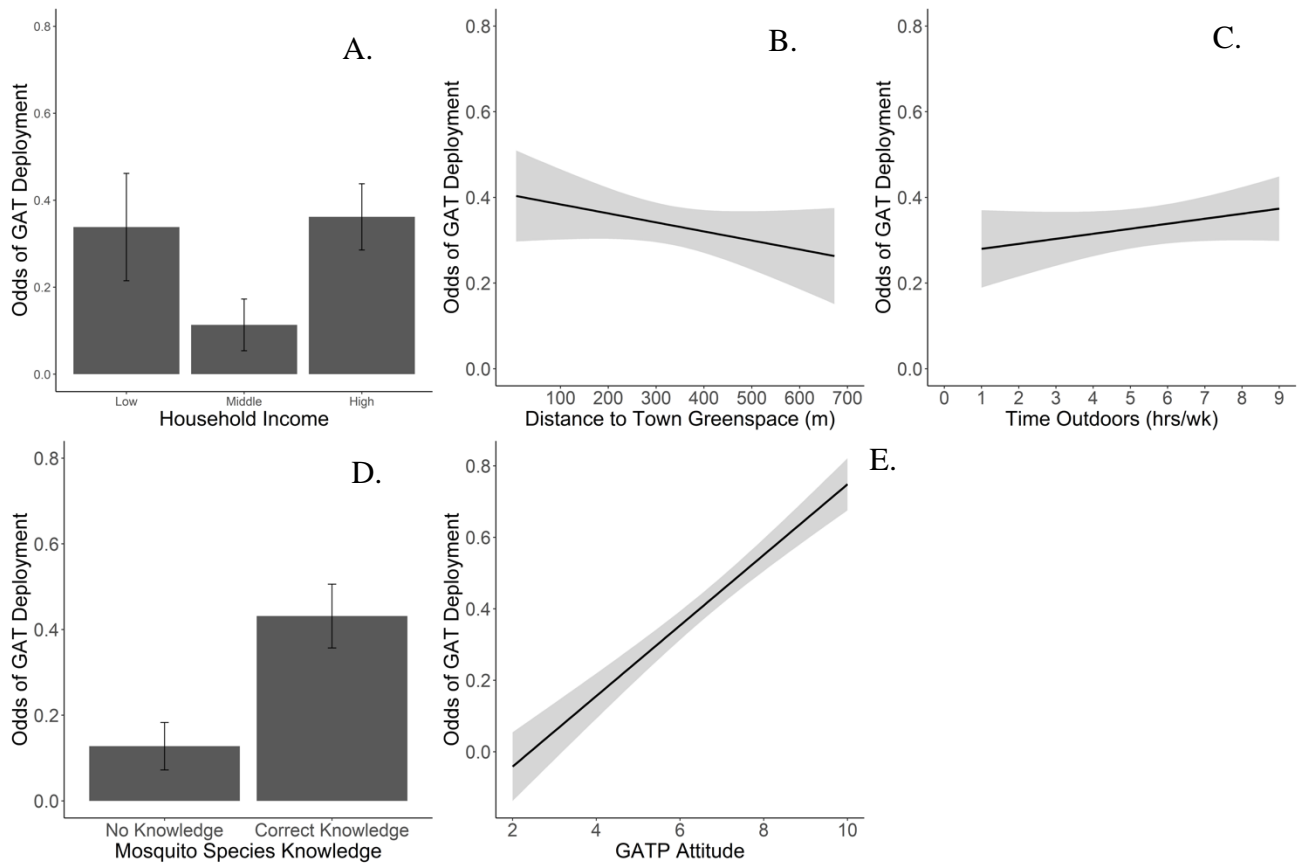 A.
Odds of GAT Deployment
0.8
0.6
0.4
0.2
0.0
Low Middle High
Household Income
B.
Odds of GAT Deployment
0.8
0.6
0.4
0.2
0.0
100 200 300 400 500 600 700
Distance to Town Greenspace (m)
C.
Odds of GAT Deployment
0.8
0.6
0.4
0.2
0.0
0 1 2 3 4 5 6 7 8 9
Time Outdoors (hrs/wk)
D.
Odds of GAT Deployment
0.8
0.6
0.4
0.2
0.0
No Knowledge Correct Knowledge
Mosquito Species Knowledge
E.
Odds of GAT Deployment
0.8
0.6
0.4
0.2
0.0
2 4 6 8 10
GATP Attitude